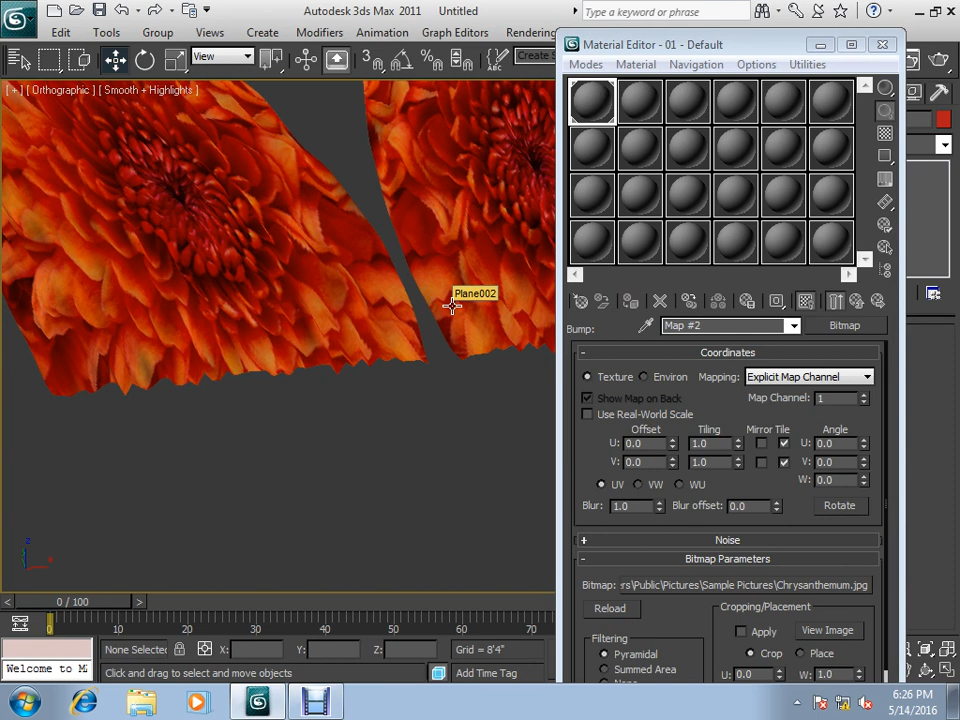 Autodesk 3ds Max 2011 Untitled
Type a keyword or phrase
Edit Tools Group Views Create Modifiers Animation Graph Editors Rendering
View
Create S
[ + ] [ Orthographic ] [ Smooth + Highlights ]
Plane002
Material Editor - 01 - Default
Modes Material Navigation Options Utilities
Bump: Map #2 Bitmap
- Coordinates
Texture Environ Mapping: Explicit Map Channel
Show Map on Back Map Channel: 1
Use Real-World Scale
Offset Tiling Mirror Tile Angle
U: 0.0 1.0 U: 0.0
V: 0.0 1.0 V: 0.0
W: 0.0
UV VW WU
Blur: 1.0 Blur offset: 0.0 Rotate
+ Noise
- Bitmap Parameters
Bitmap: rs\Public\Pictures\Sample Pictures\Chrysanthemum.jpg
Reload Cropping/Placement
Apply View Image
Filtering
Pyramidal Crop Place
Summed Area U: 0.0 W: 1.0
0 / 100
0 10 20 30 40 50 60 70
None Selected X: Y: Z: Grid = 8'4"
Welcome to M Click and drag to select and move objects Add Time Tag
6:26 PM
5/14/2016